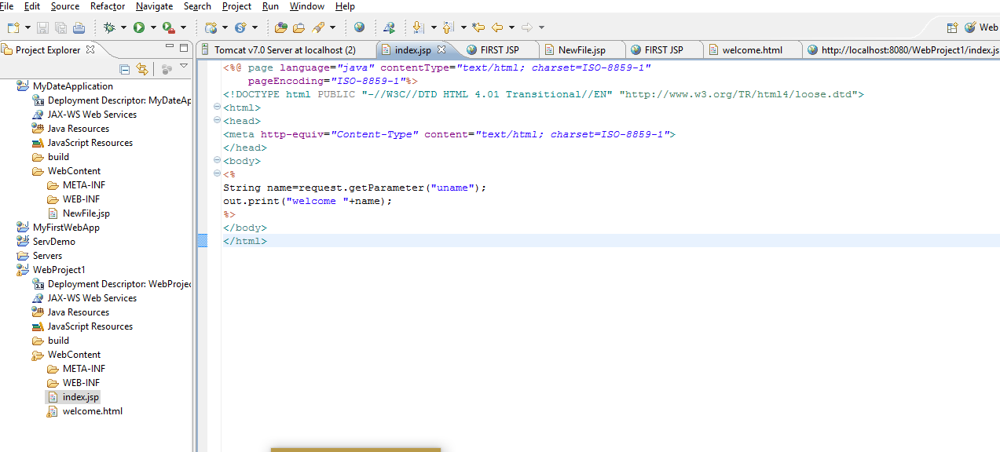 File Edit Source Refactor Navigate Search Project Run Window Help
Web
Project Explorer
Tomcat v7.0 Server at localhost (2) index.jsp FIRST JSP NewFile.jsp FIRST JSP welcome.html http://localhost:8080/WebProject1/index.js
MyDateApplication
Deployment Descriptor: MyDateAp
JAX-WS Web Services
Java Resources
JavaScript Resources
build
WebContent
META-INF
WEB-INF
NewFile.jsp
MyFirstWebApp
ServDemo
Servers
WebProject1
Deployment Descriptor: WebProjec
JAX-WS Web Services
Java Resources
JavaScript Resources
build
WebContent
META-INF
WEB-INF
index.jsp
welcome.html
<%@ page language="java" contentType="text/html; charset=ISO-8859-1"
    pageEncoding="ISO-8859-1"%>
<!DOCTYPE html PUBLIC "-//W3C//DTD HTML 4.01 Transitional//EN" "http://www.w3.org/TR/html4/loose.dtd">
<html>
<head>
<meta http-equiv="Content-Type" content="text/html; charset=ISO-8859-1">
</head>
<body>
<%
String name=request.getParameter("uname");
out.print("welcome "+name);
%>
</body>
</html>